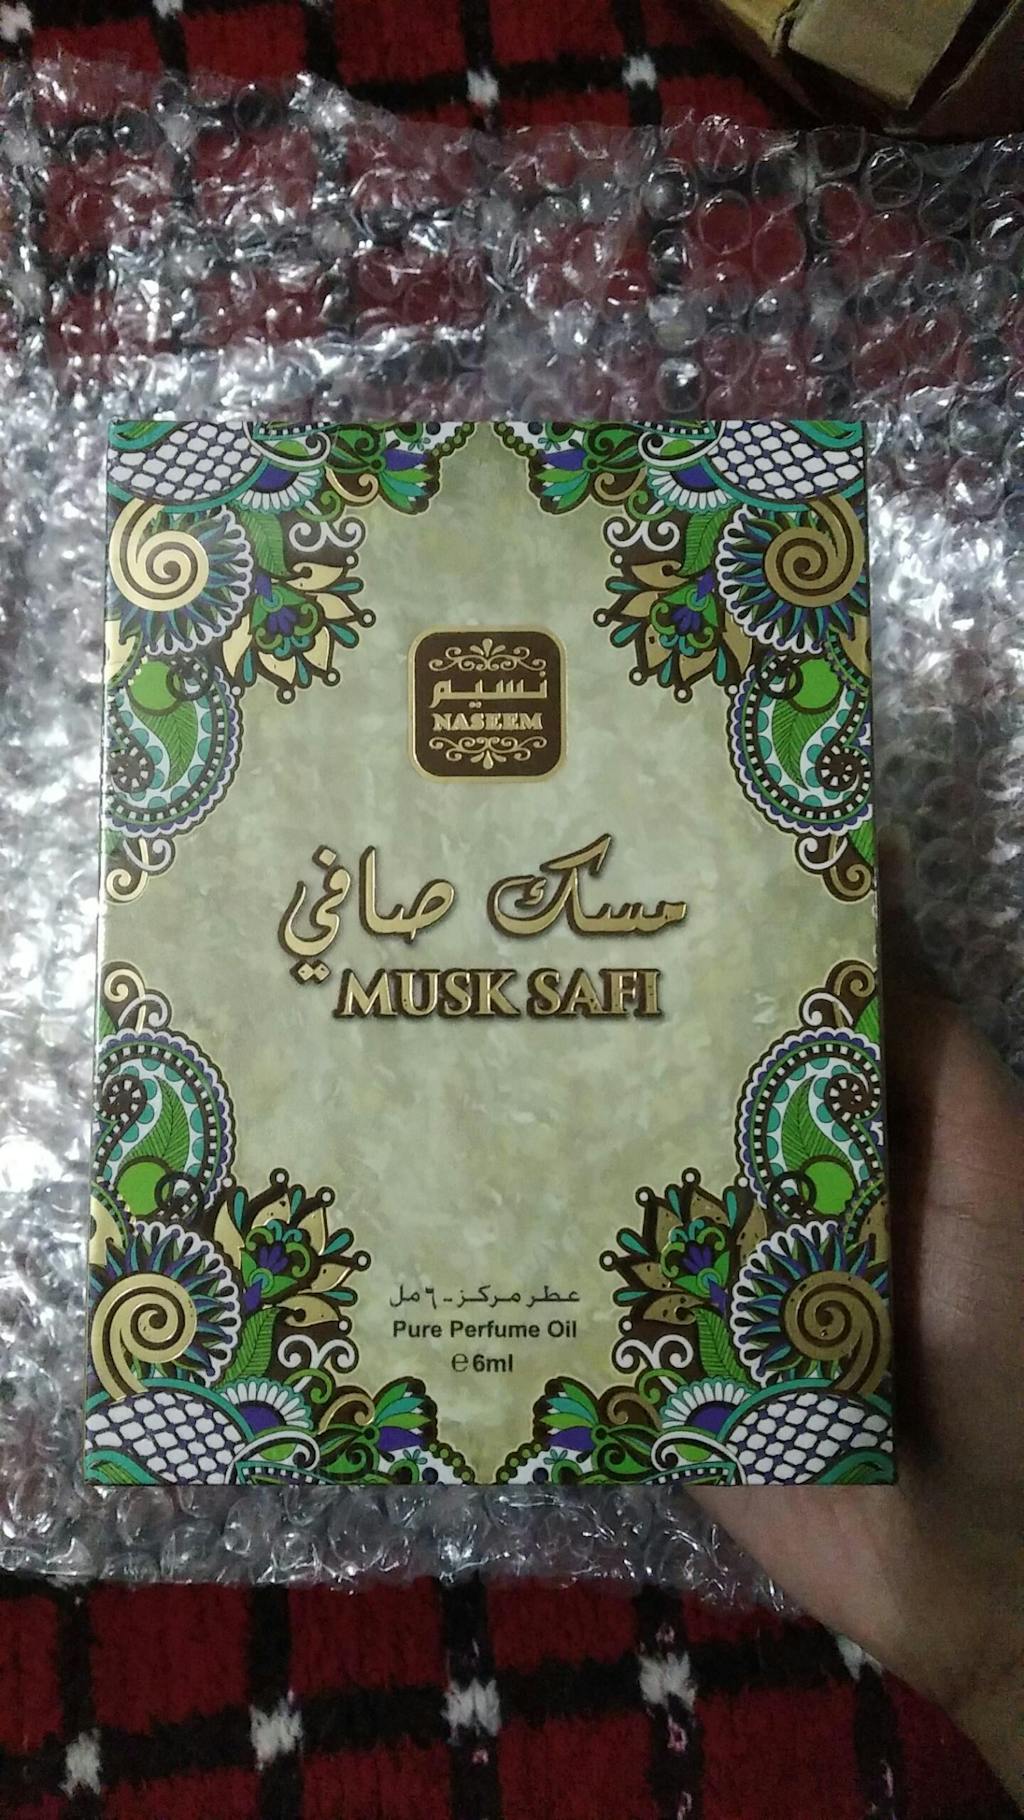 نسيم
NASEEM
مسك صافي
MUSK SAFI
عطر مركز - ٦ مل
Pure Perfume Oil
℮ 6ml